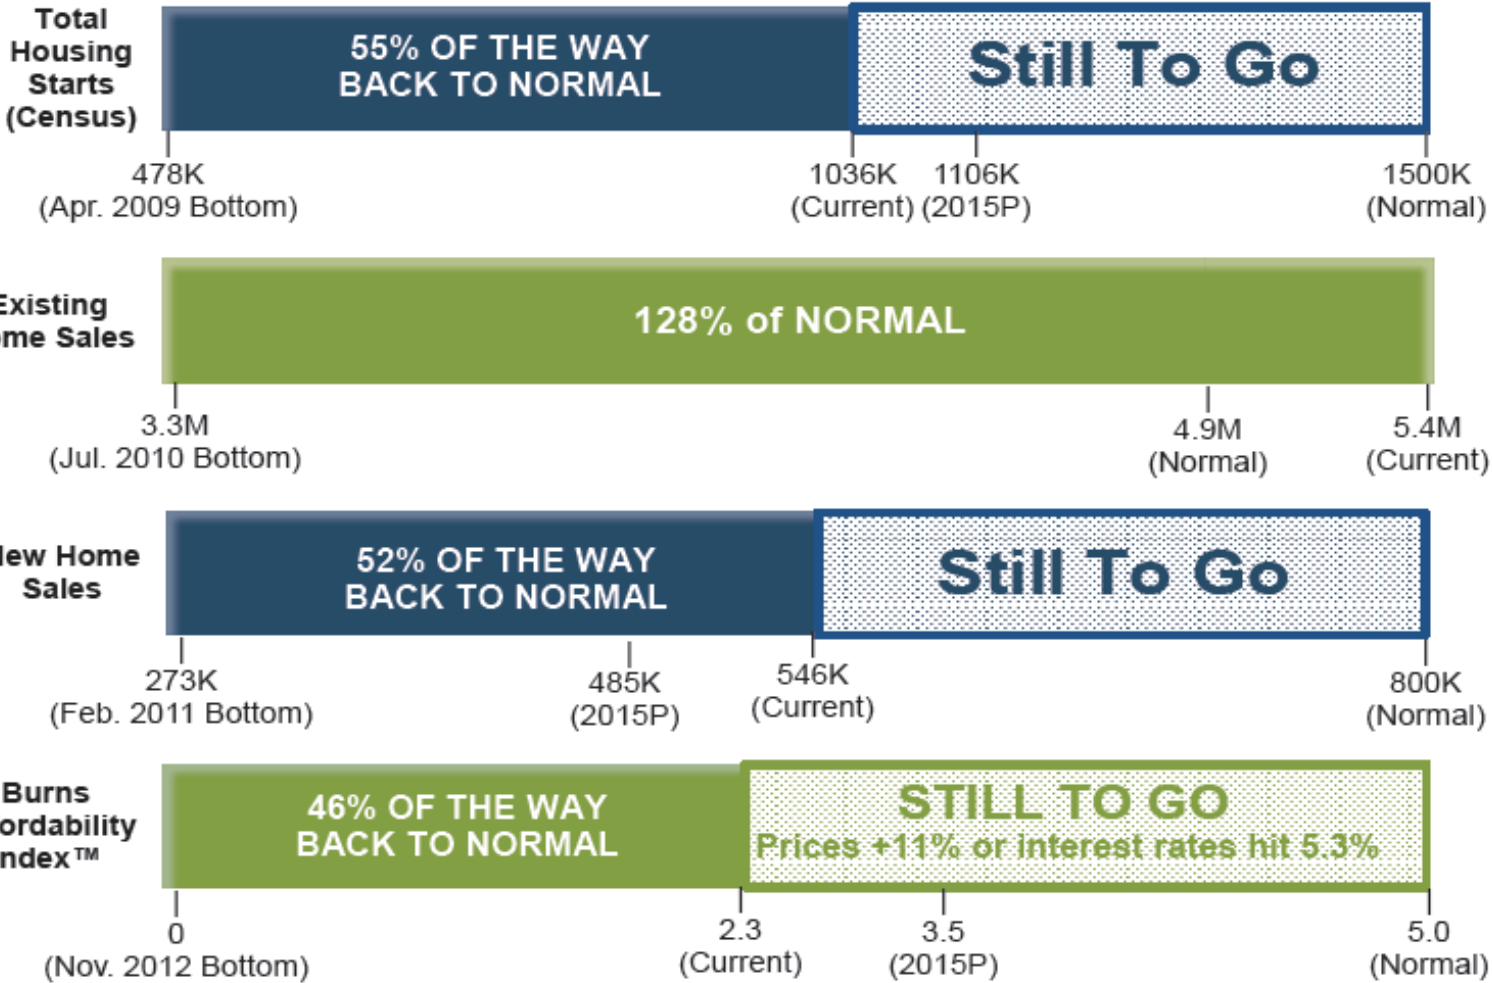 Total
Housing
Starts
(Census)
55% OF THE WAY
BACK TO NORMAL
Still To Go
478K
(Apr. 2009 Bottom)
1036K
(Current)
1106K
(2015P)
1500K
(Normal)
Existing
ome Sales
128% of NORMAL
3.3M
(Jul. 2010 Bottom)
4.9M
(Normal)
5.4M
(Current)
New Home
Sales
52% OF THE WAY
BACK TO NORMAL
Still To Go
273K
(Feb. 2011 Bottom)
485K
(2015P)
546K
(Current)
800K
(Normal)
Burns
fordability
Index™
46% OF THE WAY
BACK TO NORMAL
STILL TO GO
Prices +11% or interest rates hit 5.3%
0
(Nov. 2012 Bottom)
2.3
(Current)
3.5
(2015P)
5.0
(Normal)